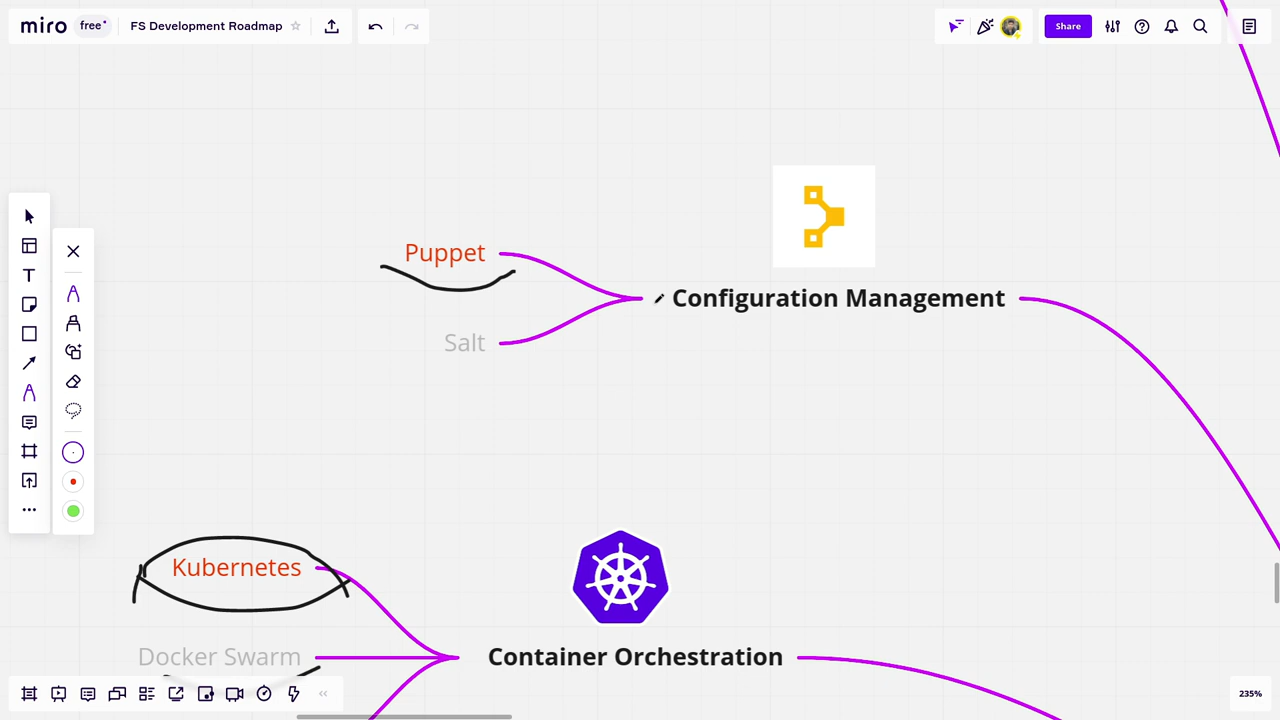 miro
free
FS Development Roadmap
Share
Puppet
Configuration Management
Salt
Kubernetes
Docker Swarm
Container Orchestration
235%